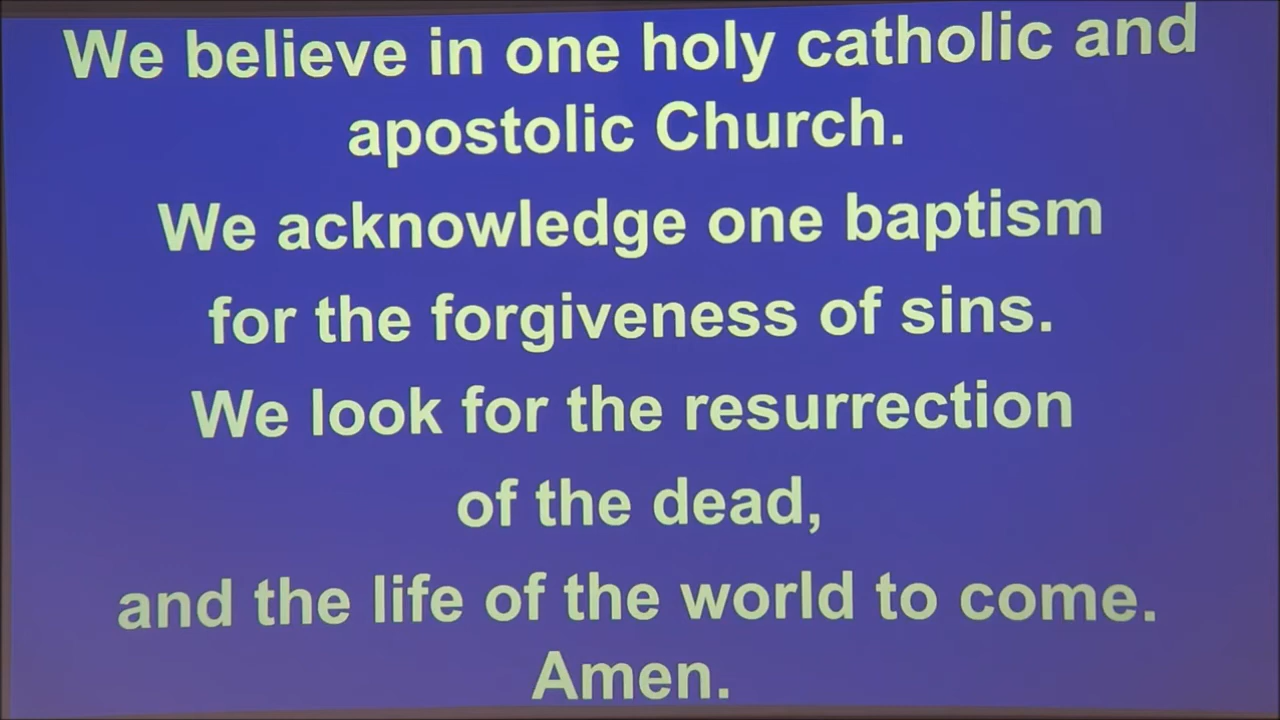 We believe in one holy catholic and
apostolic Church.
We acknowledge one baptism
for the forgiveness of sins.
We look for the resurrection
of the dead,
and the life of the world to come.
Amen.